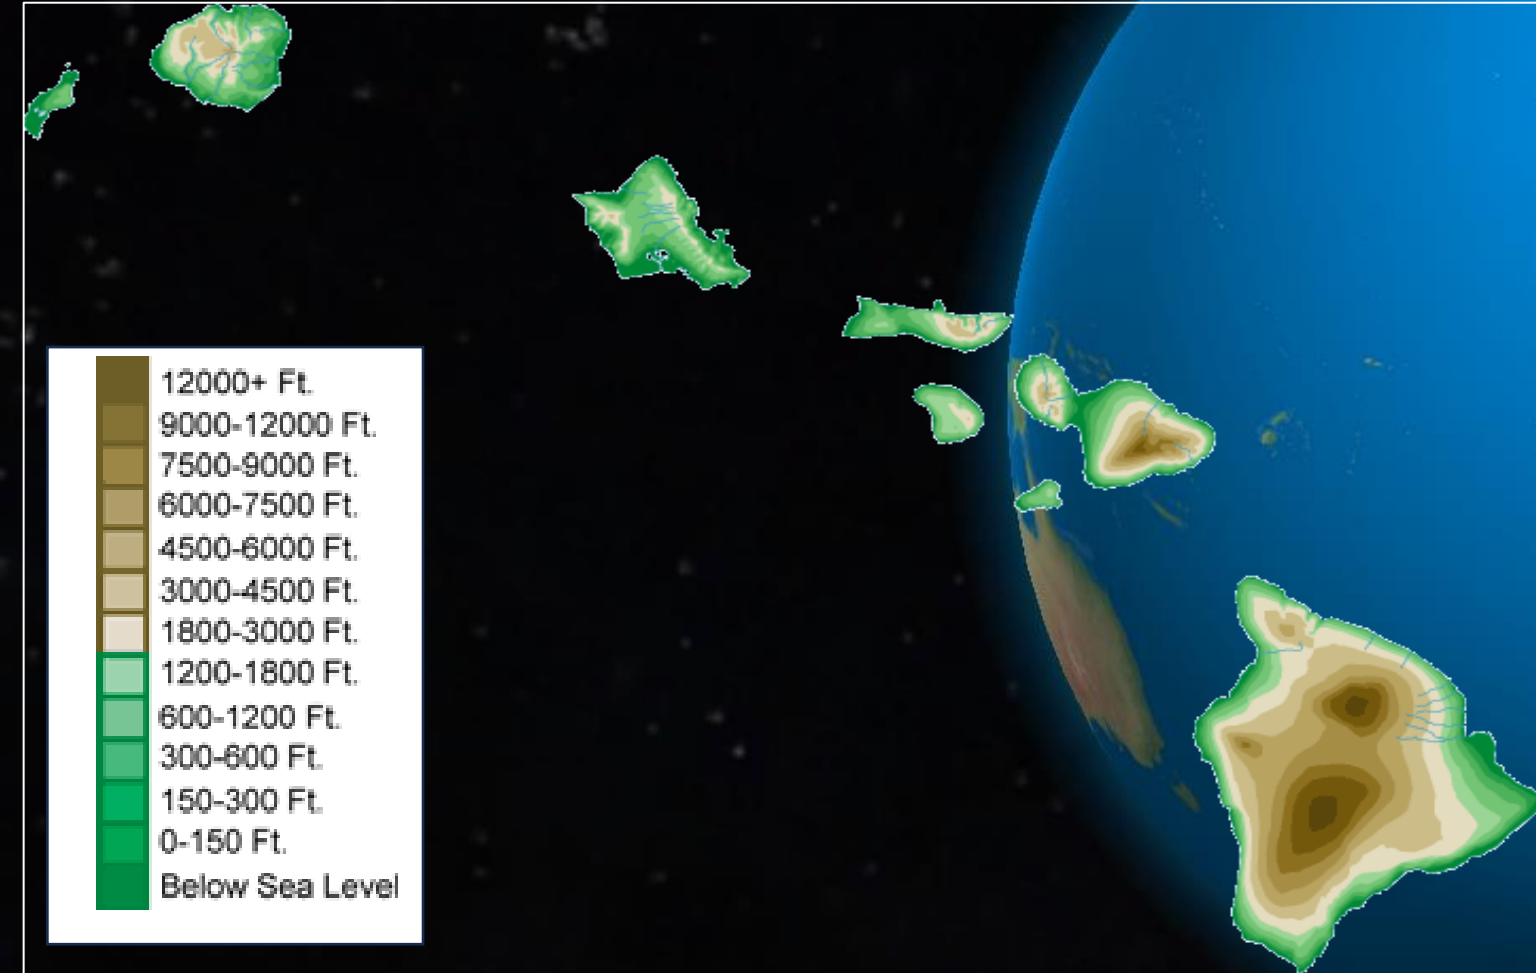 12000+ Ft.
9000-12000 Ft.
7500-9000 Ft.
6000-7500 Ft.
4500-6000 Ft.
3000-4500 Ft.
1800-3000 Ft.
1200-1800 Ft.
600-1200 Ft.
300-600 Ft.
150-300 Ft.
0-150 Ft.
Below Sea Level